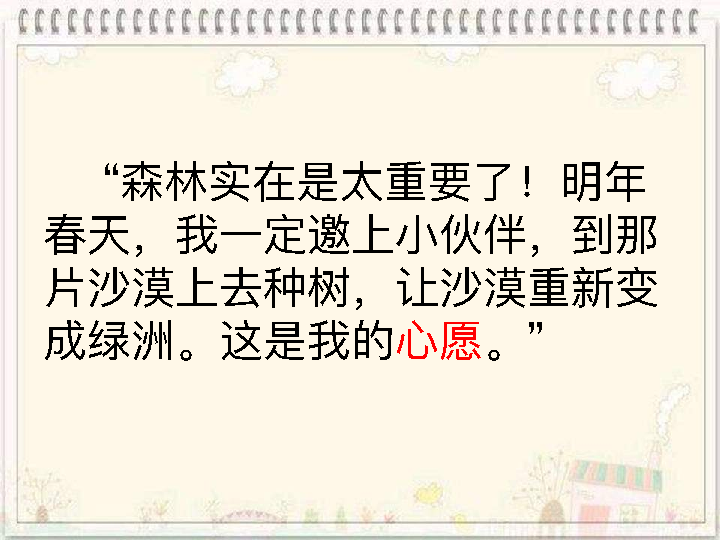 “森林实在是太重要了！明年
春天，我一定邀上小伙伴，到那
片沙漠上去种树，让沙漠重新变
成绿洲。这是我的心愿。”